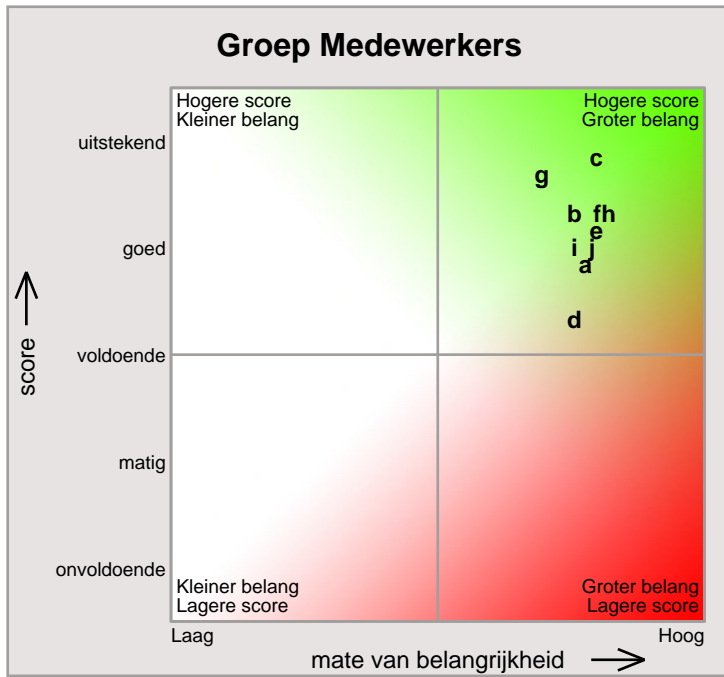 Groep Medewerkers
Hogere score
Kleiner belang
Hogere score
Groter belang
uitstekend
c
g
b
fh
e
goed
i
j
a
d
voldoende
score
matig
onvoldoende
Kleiner belang
Lagere score
Groter belang
Lagere score
Laag
Hoog
mate van belangrijkheid